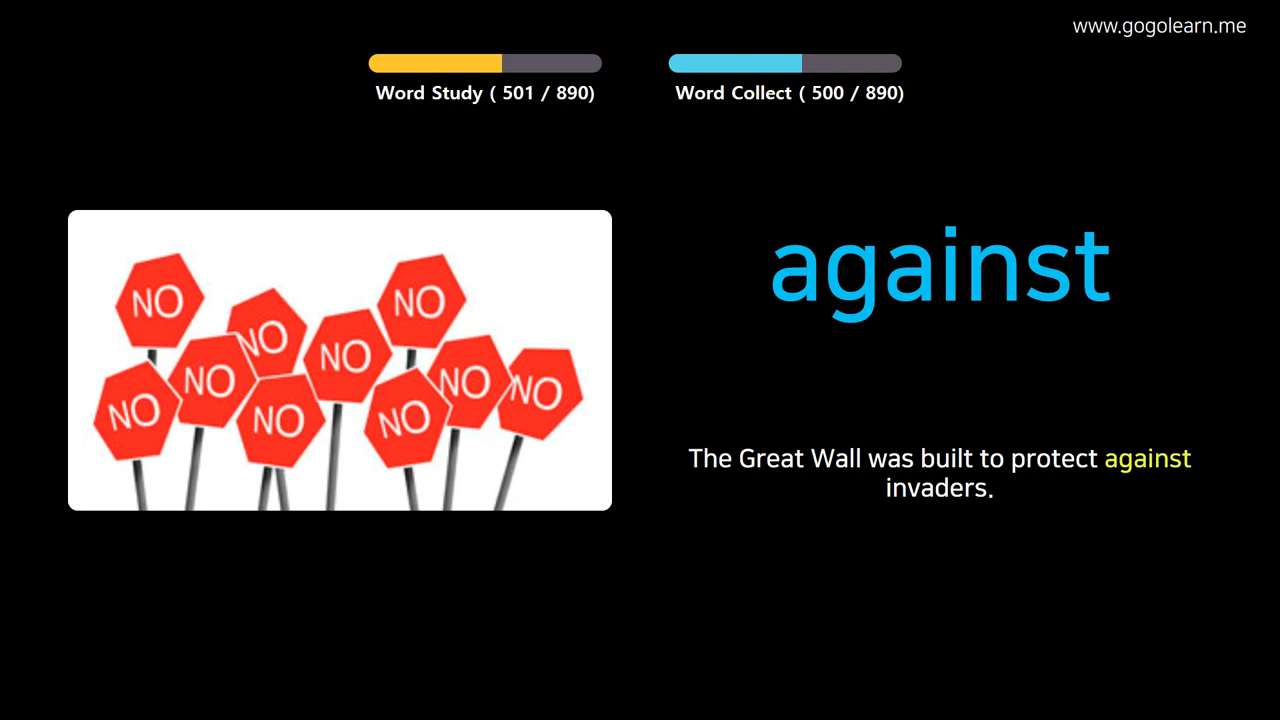 www.gogolearn.me
Word Study ( 501 / 890)
Word Collect ( 500 / 890)
NO
NO
NO
NO
NO
NO
NO
NO
NO
NO
against
The Great Wall was built to protect against
invaders.